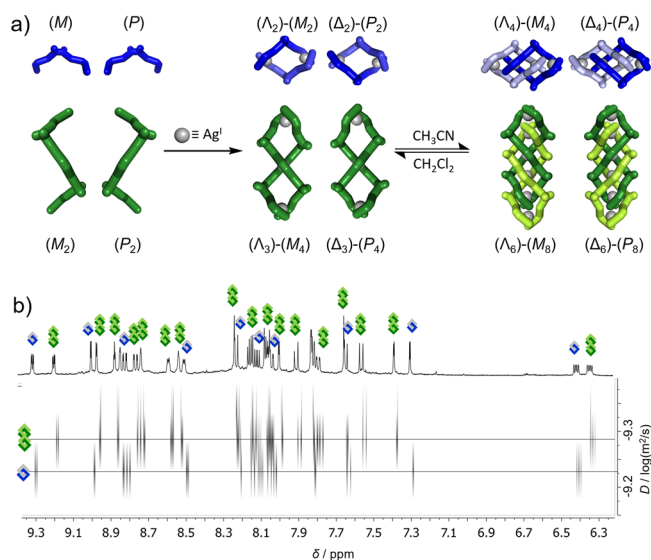 a)
(M) (P) (Λ₂)-(M₂) (Δ₂)-(P₂) (Λ₄)-(M₄) (Δ₄)-(P₄)
≡ Agᴵ
CH₃CN
CH₂Cl₂
(M₂) (P₂) (Λ₃)-(M₄) (Δ₃)-(P₄) (Λ₆)-(M₈) (Δ₆)-(P₈)
b)
-9.3
-9.2
D / log(m²/s)
9.3 9.1 8.9 8.7 8.5 8.3 8.1 7.9 7.7 7.5 7.3 7.1 6.9 6.6 6.4 6.2
δ / ppm